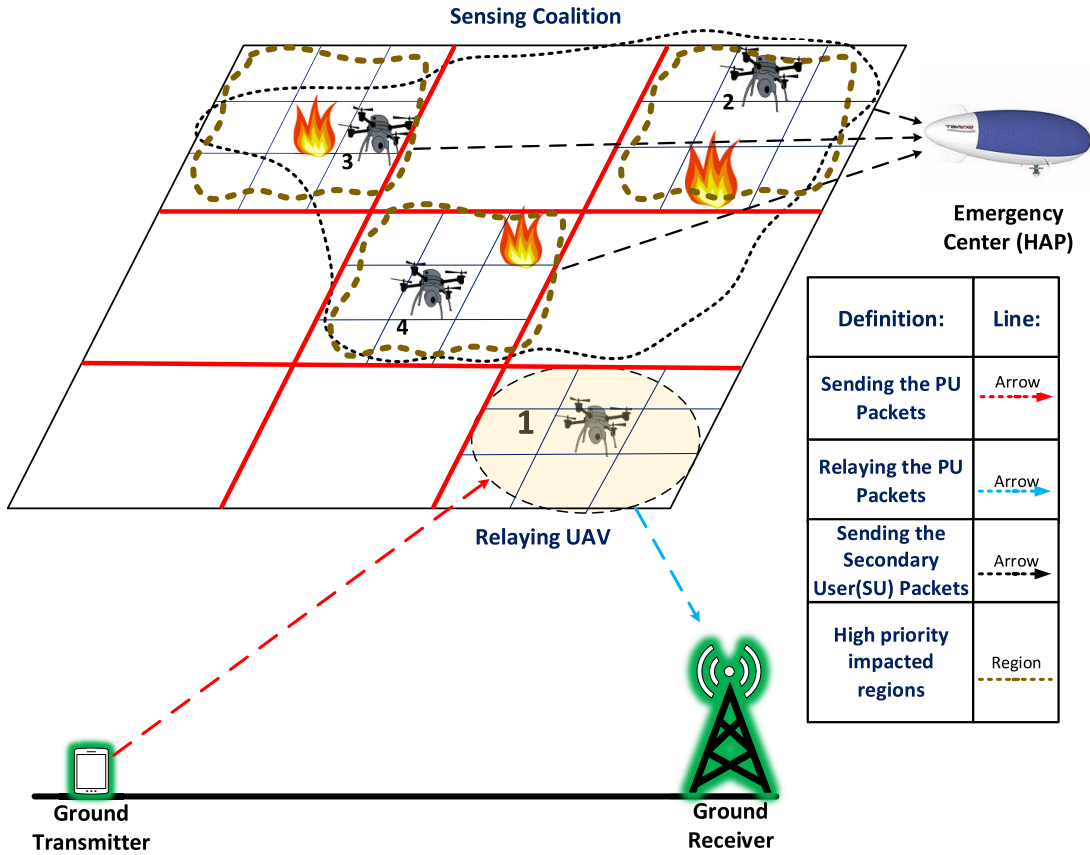 Sensing Coalition
2
3
4
1
Emergency
Center (HAP)
Relaying UAV
Definition:
Line:
Sending the PU
Packets
Arrow
Relaying the PU
Packets
Arrow
Sending the
Secondary
User(SU) Packets
Arrow
High priority
impacted
regions
Region
Ground
Transmitter
Ground
Receiver